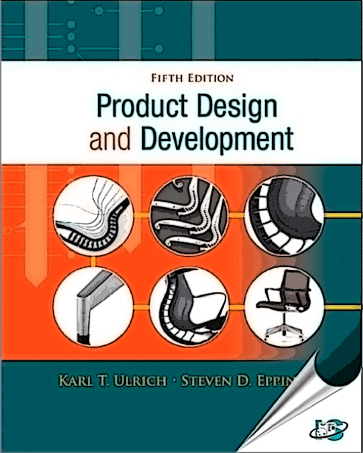 FIFTH EDITION
Product Design
and Development
KARL T. ULRICH · STEVEN D. EPPIN